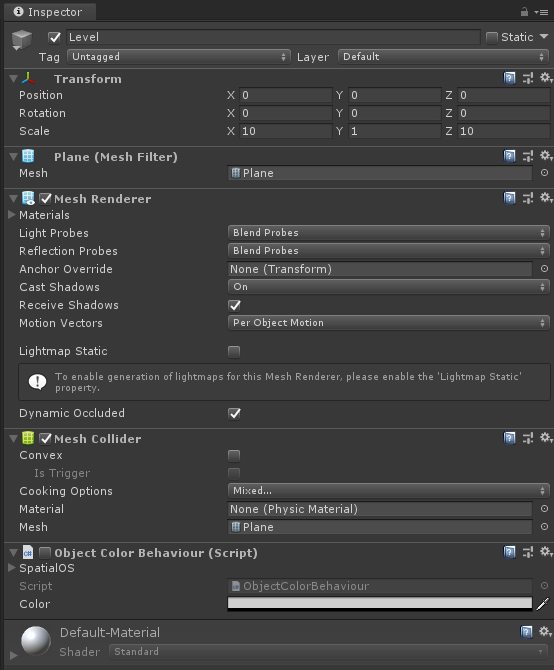 Inspector
Level
Static
Tag Untagged Layer Default
Transform
Position X 0 Y 0 Z 0
Rotation X 0 Y 0 Z 0
Scale X 10 Y 1 Z 10
Plane (Mesh Filter)
Mesh Plane
Mesh Renderer
Materials
Light Probes Blend Probes
Reflection Probes Blend Probes
Anchor Override None (Transform)
Cast Shadows On
Receive Shadows
Motion Vectors Per Object Motion
Lightmap Static
To enable generation of lightmaps for this Mesh Renderer, please enable the 'Lightmap Static'
property.
Dynamic Occluded
Mesh Collider
Convex
Is Trigger
Cooking Options Mixed...
Material None (Physic Material)
Mesh Plane
Object Color Behaviour (Script)
SpatialOS
Script ObjectColorBehaviour
Color
Default-Material
Shader Standard